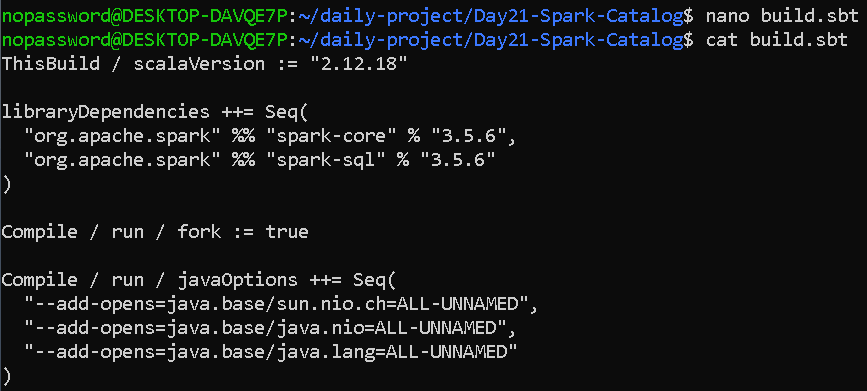 nopassword@DESKTOP-DAVQE7P:~/daily-project/Day21-Spark-Catalog$ nano build.sbt
nopassword@DESKTOP-DAVQE7P:~/daily-project/Day21-Spark-Catalog$ cat build.sbt
ThisBuild / scalaVersion := "2.12.18"

libraryDependencies ++= Seq(
  "org.apache.spark" %% "spark-core" % "3.5.6",
  "org.apache.spark" %% "spark-sql" % "3.5.6"
)

Compile / run / fork := true

Compile / run / javaOptions ++= Seq(
  "--add-opens=java.base/sun.nio.ch=ALL-UNNAMED",
  "--add-opens=java.base/java.nio=ALL-UNNAMED",
  "--add-opens=java.base/java.lang=ALL-UNNAMED"
)